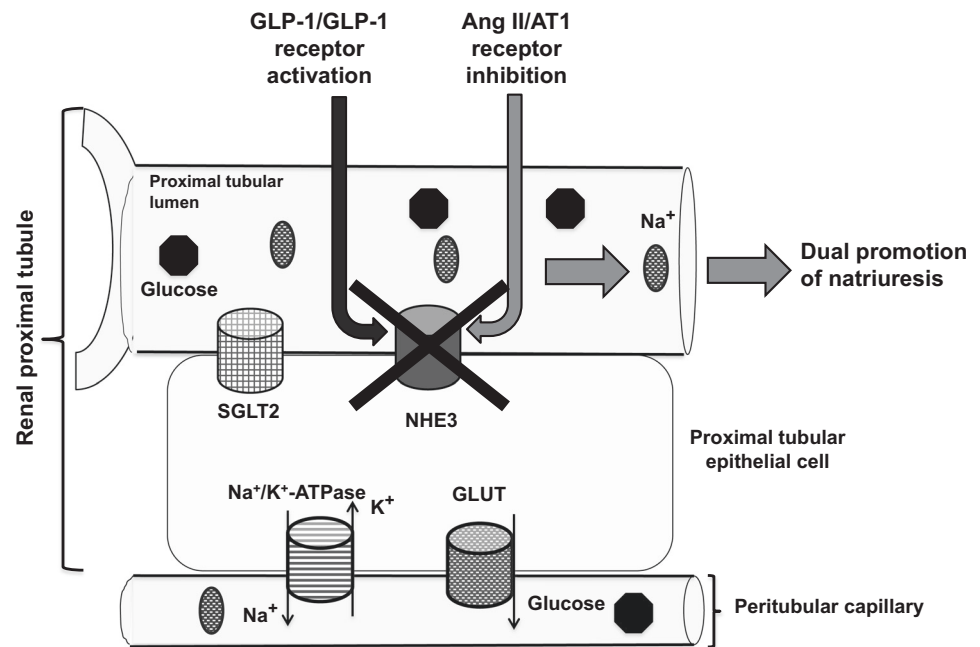 GLP-1/GLP-1
receptor
activation
Ang II/AT1
receptor
inhibition
Renal proximal tubule
Proximal tubular
lumen
Na⁺
Glucose
Dual promotion
of natriuresis
SGLT2
NHE3
Proximal tubular
epithelial cell
Na⁺/K⁺-ATPase
K⁺
GLUT
Na⁺
Glucose
Peritubular capillary